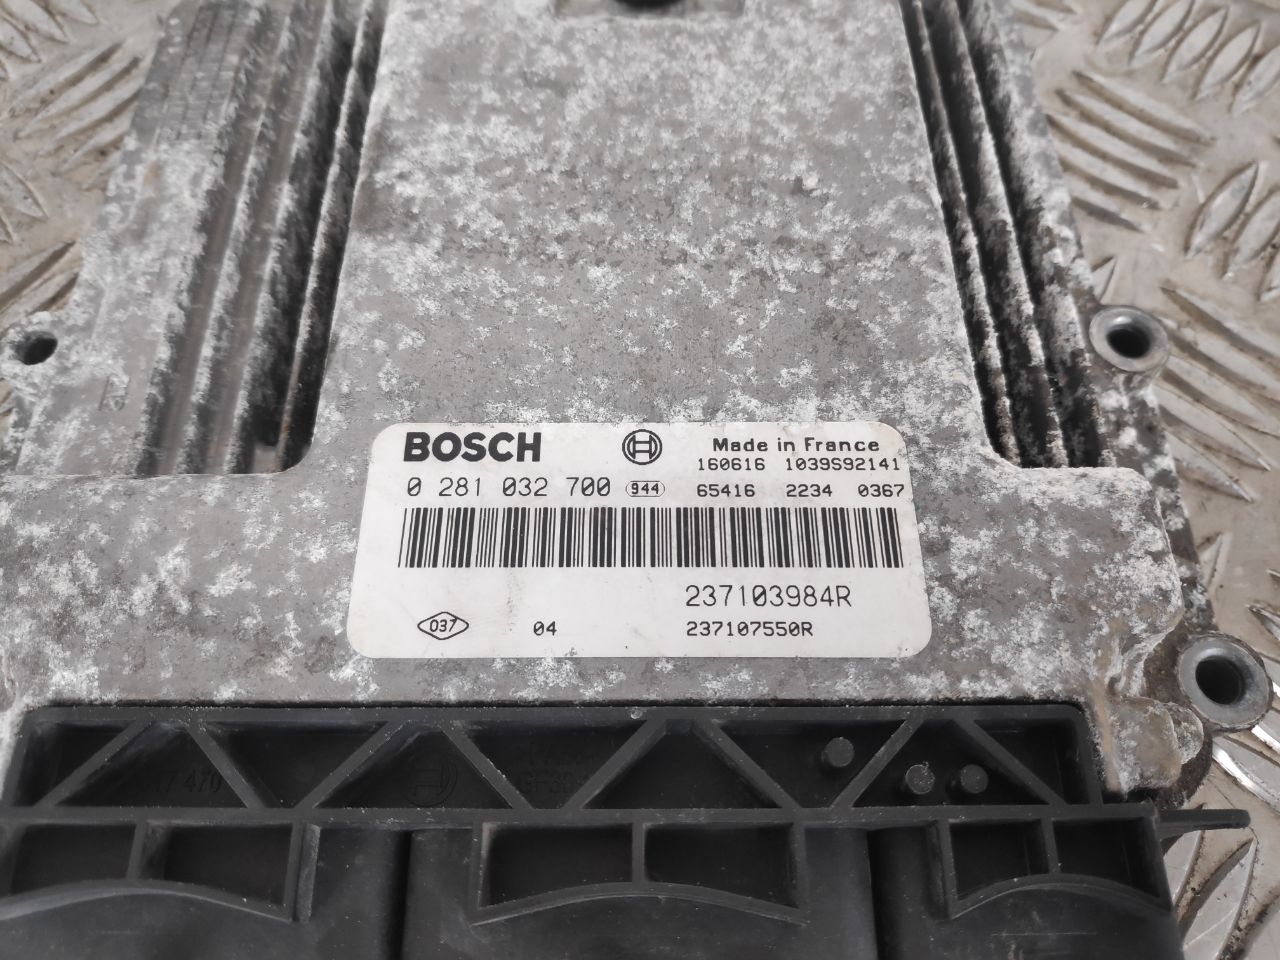 BOSCH Made in France
160616 1039S92141
0 281 032 700 944 65416 2234 0367
237103984R
037 04 237107550R